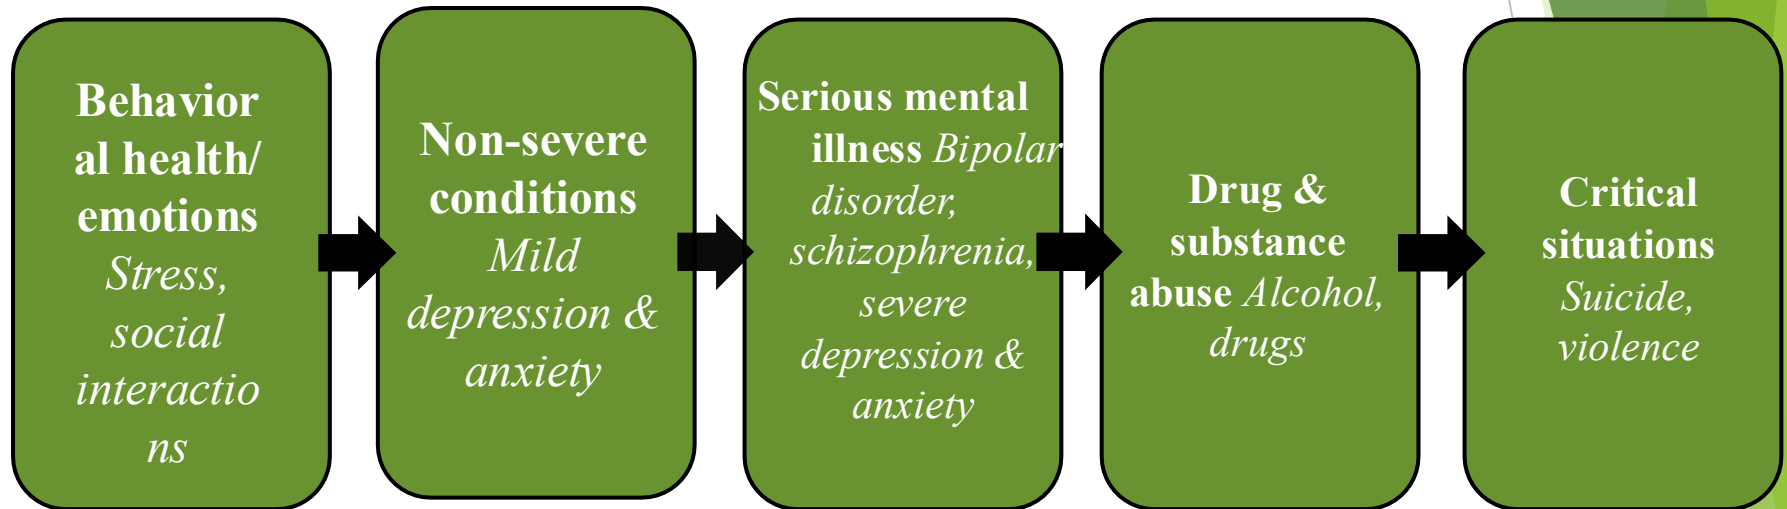 Behavior
al health/
emotions
Stress,
social
interactio
ns
Non-severe
conditions
Mild
depression &
anxiety
Serious mental
illness Bipolar
disorder,
schizophrenia,
severe
depression &
anxiety
Drug &
substance
abuse Alcohol,
drugs
Critical
situations
Suicide,
violence